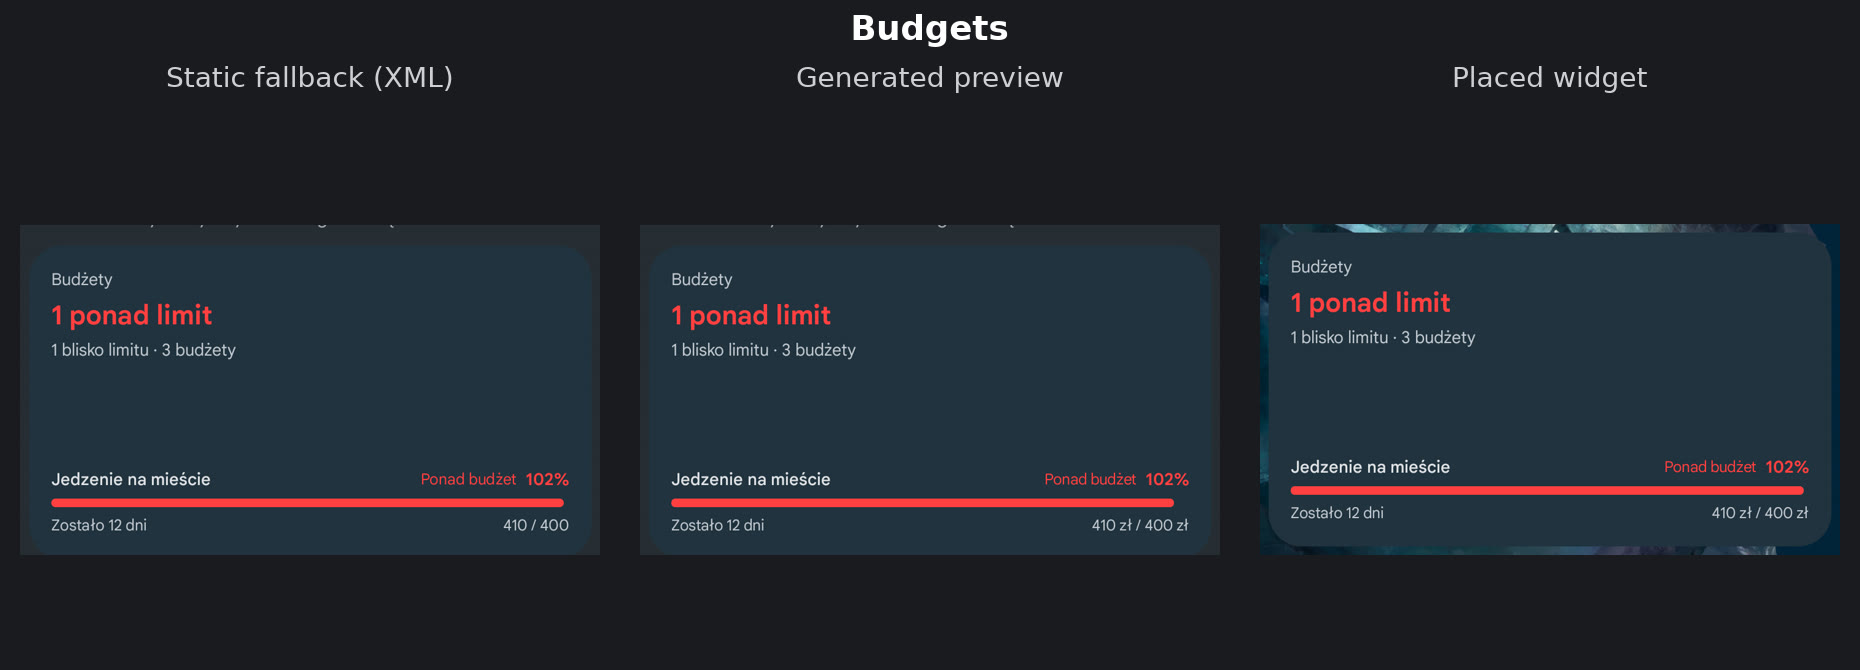 Budgets
Static fallback (XML)
Generated preview
Placed widget
Budżety
1 ponad limit
1 blisko limitu · 3 budżety
Jedzenie na mieście
Ponad budżet 102%
Zostało 12 dni
410 / 400
Budżety
1 ponad limit
1 blisko limitu · 3 budżety
Jedzenie na mieście
Ponad budżet 102%
Zostało 12 dni
410 zł / 400 zł
Budżety
1 ponad limit
1 blisko limitu · 3 budżety
Jedzenie na mieście
Ponad budżet 102%
Zostało 12 dni
410 zł / 400 zł